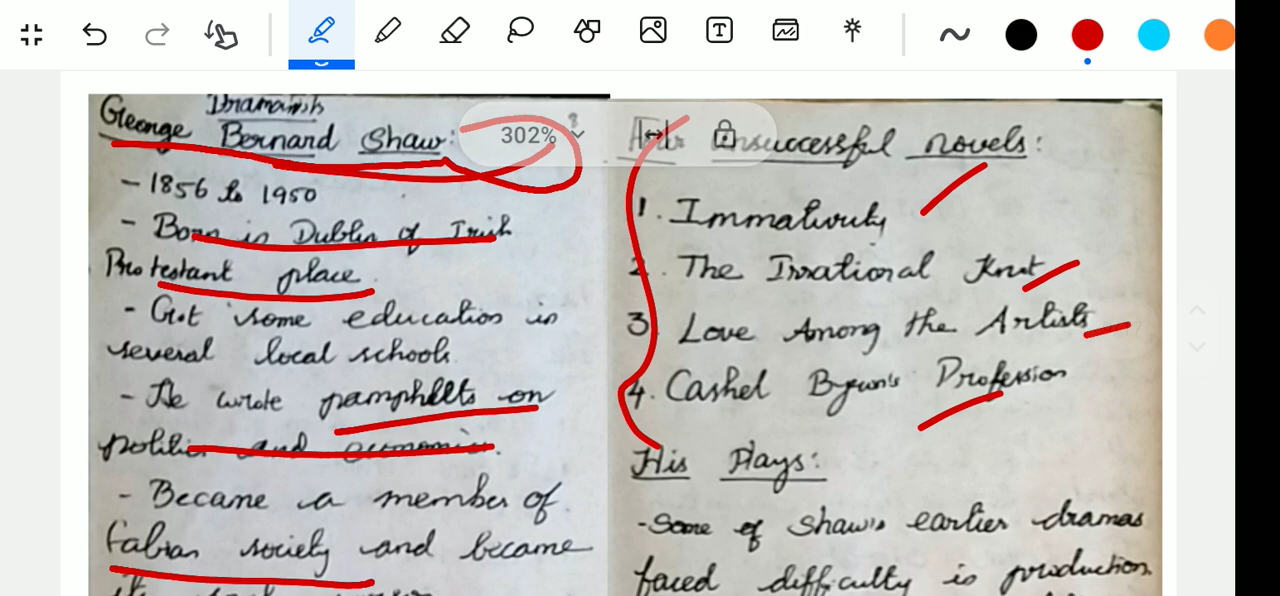 302%
Dramatist
George Bernard Shaw:
- 1856 to 1950
- Born in Dublin of Irish
Protestant place.
- Got some education in
several local schools.
- He wrote pamphlets on
politics and economics.
- Became a member of
Fabian society and became
unsuccessful novels:
1. Immaturity
2. The Irrational Knot
3. Love Among the Artists
4. Cashel Byron's Profession
His Plays:
- Some of Shaw's earlier dramas
faced difficulty in production.